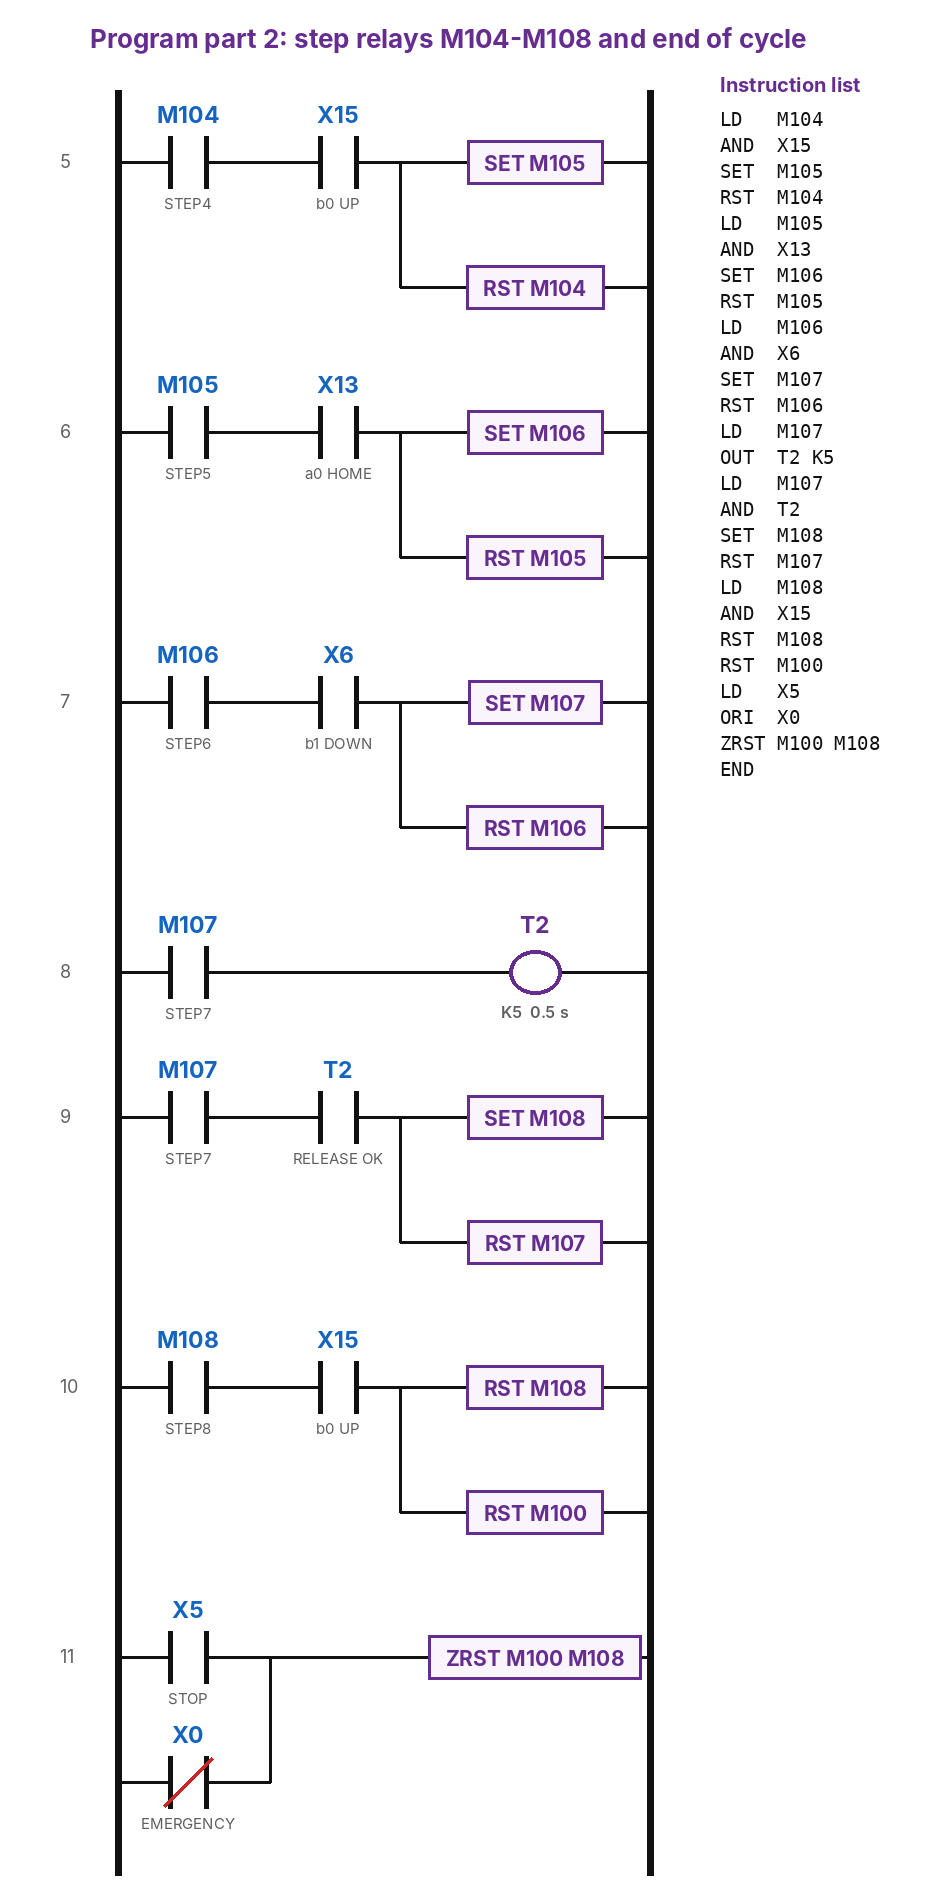 Program part 2: step relays M104-M108 and end of cycle
M104 X15
5 SET M105
STEP4 b0 UP
RST M104
M105 X13
6 SET M106
STEP5 a0 HOME
RST M105
M106 X6
7 SET M107
STEP6 b1 DOWN
RST M106
M107 T2
8
STEP7 K5 0.5 s
M107 T2
9 SET M108
STEP7 RELEASE OK
RST M107
M108 X15
10 RST M108
STEP8 b0 UP
RST M100
X5
11 ZRST M100 M108
STOP
X0
EMERGENCY
Instruction list
LD M104
AND X15
SET M105
RST M104
LD M105
AND X13
SET M106
RST M105
LD M106
AND X6
SET M107
RST M106
LD M107
OUT T2 K5
LD M107
AND T2
SET M108
RST M107
LD M108
AND X15
RST M108
RST M100
LD X5
ORI X0
ZRST M100 M108
END